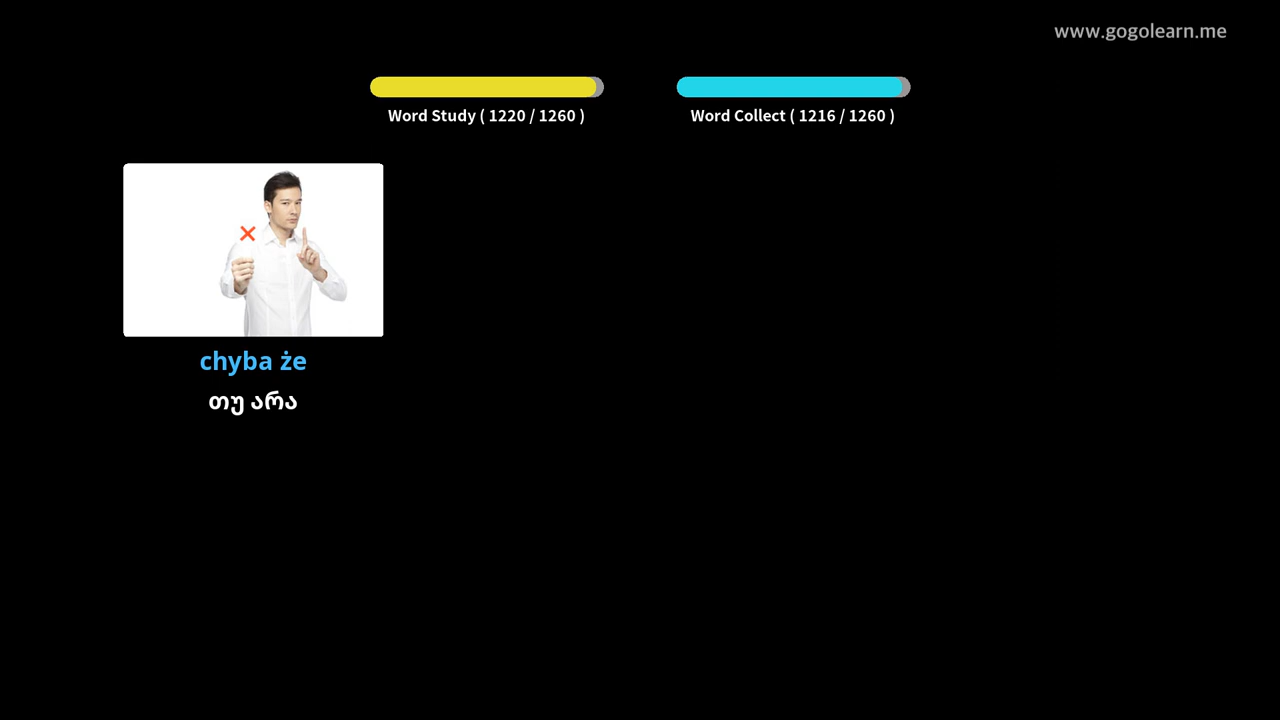 www.gogolearn.me
Word Study ( 1220 / 1260 )
Word Collect ( 1216 / 1260 )
chyba że
თუ არა